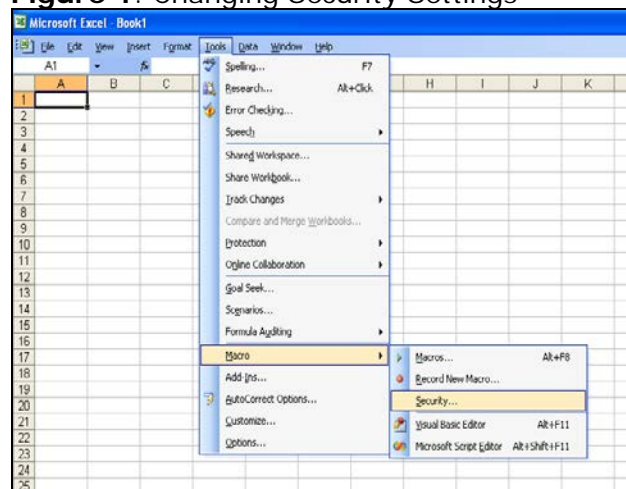 Figure 1: Changing Security Settings
Microsoft Excel - Book1
File Edit View Insert Format Tools Data Window Help
A1 fx
A B C H I J K
Spelling... F7
Research... Alt+Click
Error Checking...
Speech
Shared Workspace...
Share Workbook...
Track Changes
Compare and Merge Workbooks...
Protection
Online Collaboration
Goal Seek...
Scenarios...
Formula Auditing
Macro
Add-Ins...
AutoCorrect Options...
Customize...
Options...
Macros... Alt+F8
Record New Macro...
Security...
Visual Basic Editor Alt+F11
Microsoft Script Editor Alt+Shift+F11
1
2
3
4
5
6
7
8
9
10
11
12
13
14
15
16
17
18
19
20
21
22
23
24
25